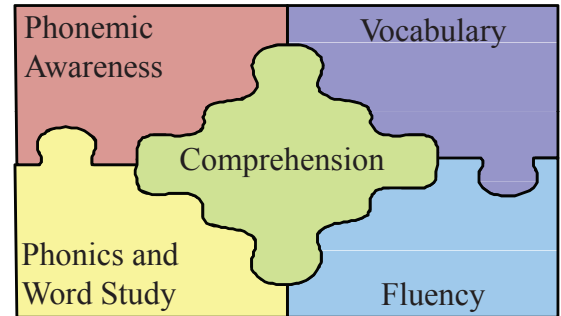 Phonemic
Awareness
Vocabulary
Comprehension
Phonics and
Word Study
Fluency